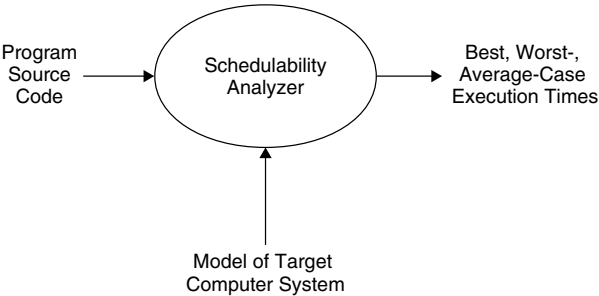 Program
Source
Code
Schedulability
Analyzer
Best, Worst-,
Average-Case
Execution Times
Model of Target
Computer System